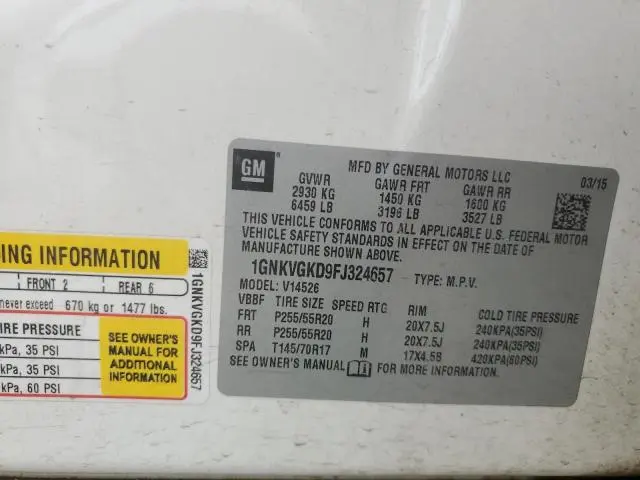 GM
MFD BY GENERAL MOTORS LLC
03/15
GVWR GAWR FRT GAWR RR
2930 KG 1450 KG 1600 KG
6459 LB 3196 LB 3527 LB
THIS VEHICLE CONFORMS TO ALL APPLICABLE U.S. FEDERAL MOTOR
VEHICLE SAFETY STANDARDS IN EFFECT ON THE DATE OF
MANUFACTURE SHOWN ABOVE.
1GNKVGKD9FJ324657 TYPE: M.P.V.
MODEL: V14526
VBBF TIRE SIZE SPEED RTG RIM COLD TIRE PRESSURE
FRT P255/55R20 H 20X7.5J 240KPA(35PSI)
RR P255/55R20 H 20X7.5J 240KPA(35PSI)
SPA T145/70R17 M 17X4.5B 420KPA(60PSI)
SEE OWNER'S MANUAL FOR MORE INFORMATION.
ING INFORMATION
FRONT 2 REAR 6
never exceed 670 kg or 1477 lbs.
IRE PRESSURE
kPa, 35 PSI
kPa, 35 PSI
kPa, 60 PSI
SEE OWNER'S
MANUAL FOR
ADDITIONAL
INFORMATION
1GNKVGKD9FJ324657